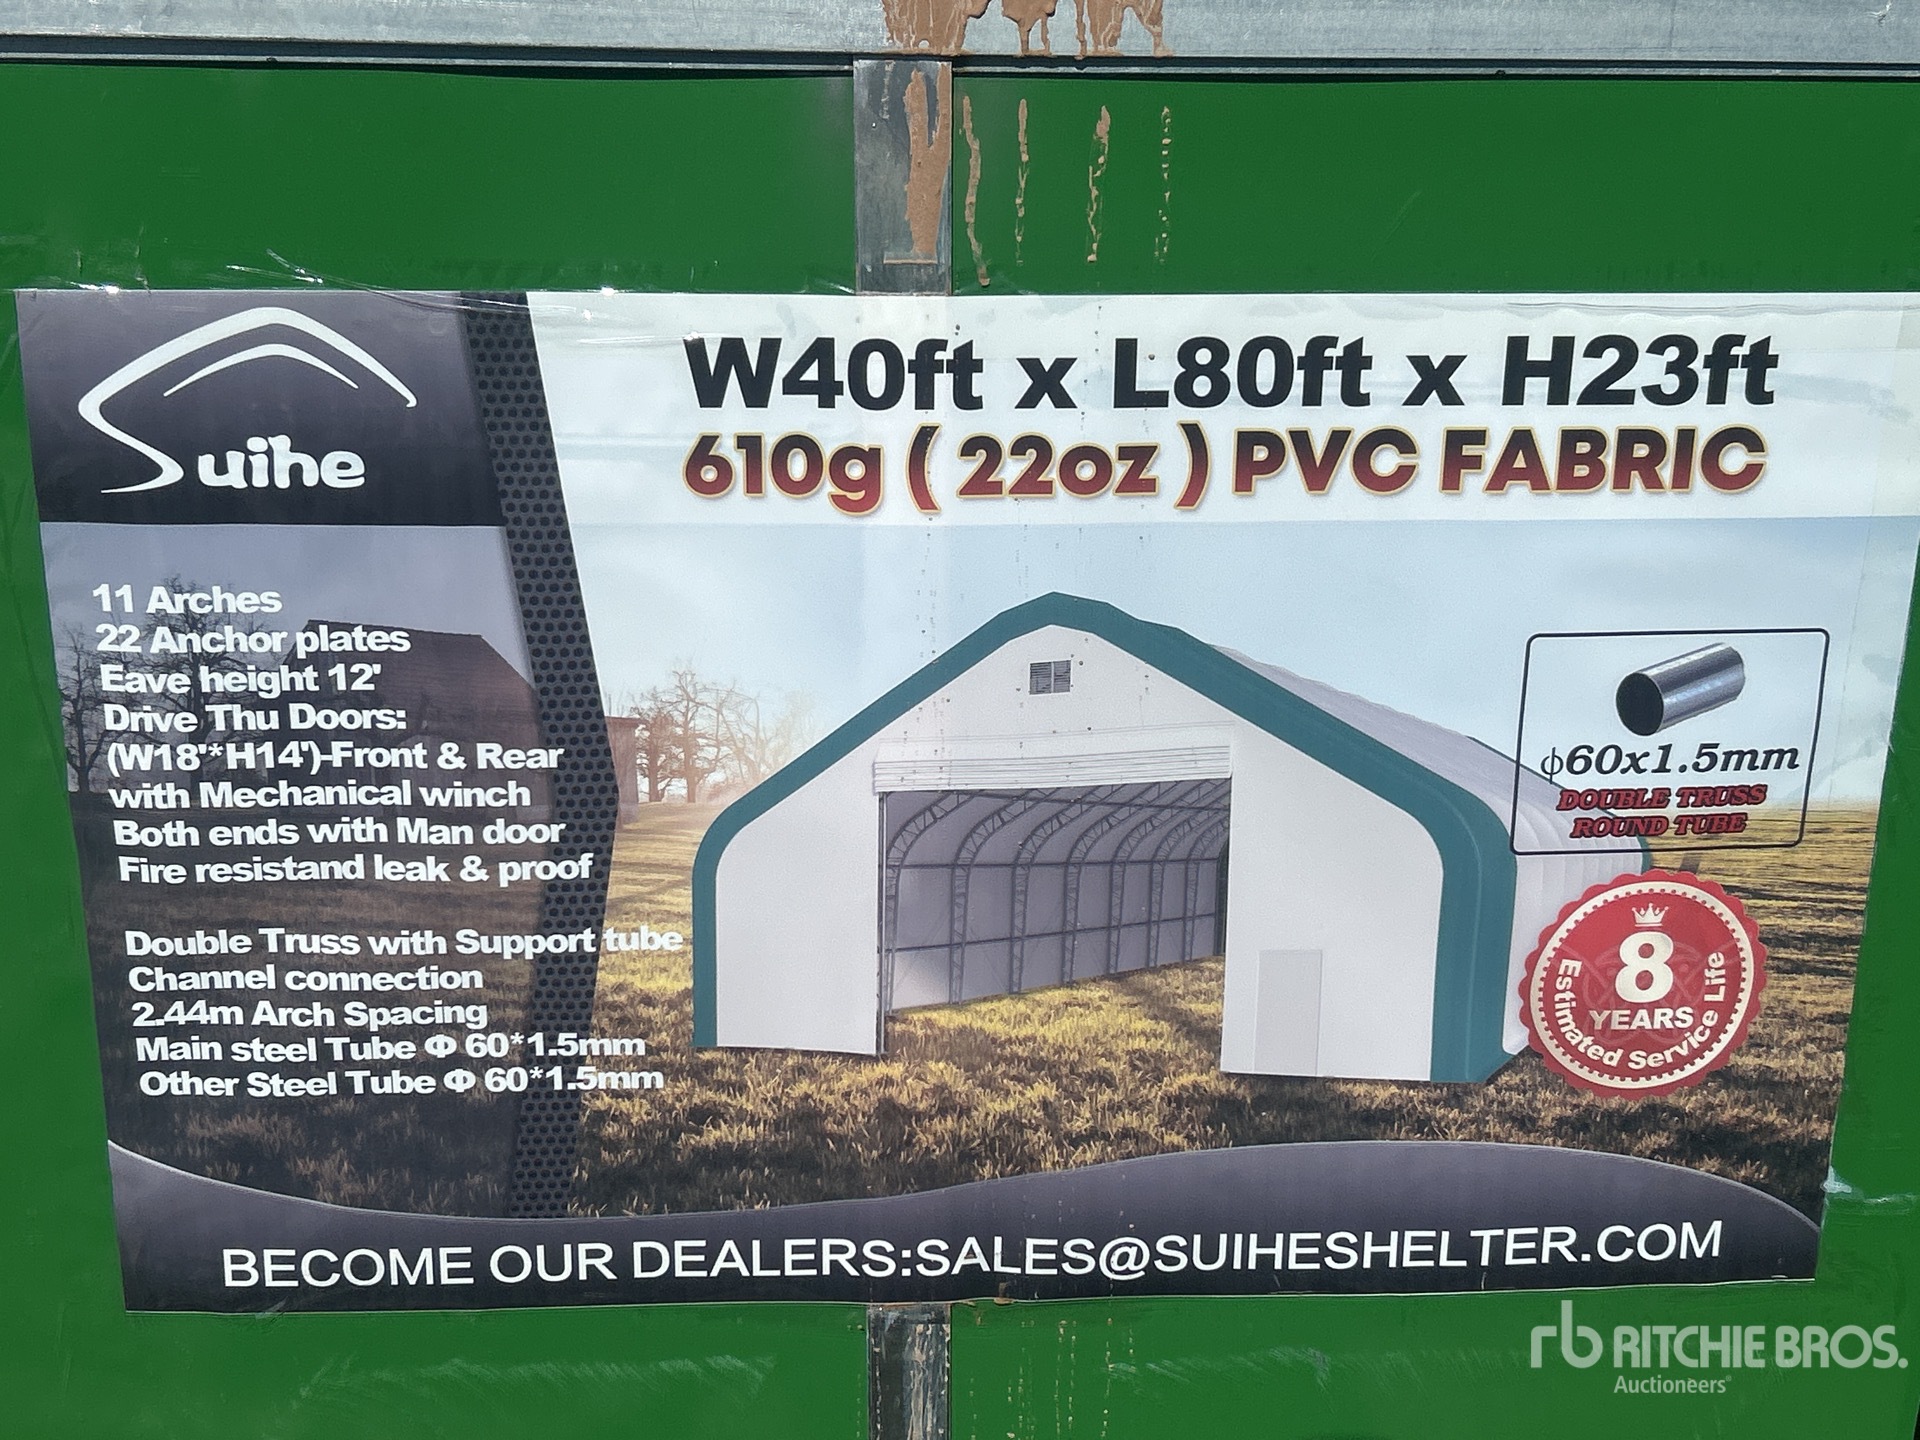 Suihe
W40ft x L80ft x H23ft
610g ( 22oz ) PVC FABRIC
11 Arches
22 Anchor plates
Eave height 12'
Drive Thu Doors:
(W18'*H14')-Front & Rear
with Mechanical winch
Both ends with Man door
Fire resistand leak & proof
Double Truss with Support tube
Channel connection
2.44m Arch Spacing
Main steel Tube Φ 60*1.5mm
Other Steel Tube Φ 60*1.5mm
ϕ60x1.5mm
DOUBLE TRUSS
ROUND TUBE
8
YEARS
Estimated Service Life
BECOME OUR DEALERS:SALES@SUIHESHELTER.COM
rb RITCHIE BROS.
Auctioneers